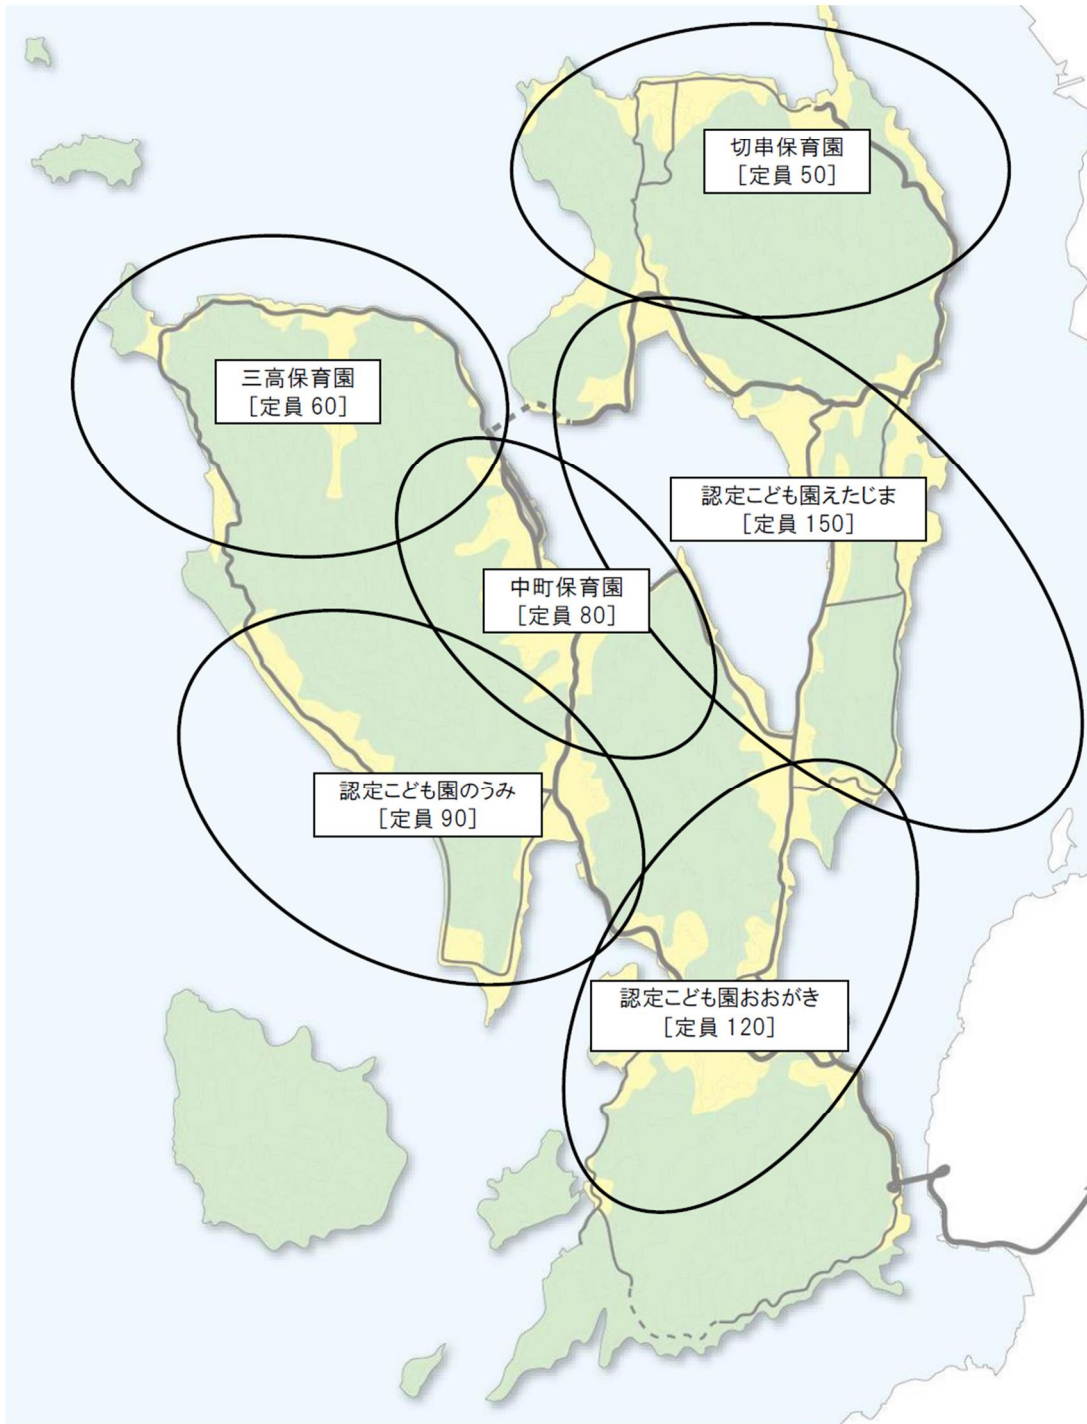 切串保育園
[定員 50]
三高保育園
[定員 60]
認定こども園えたじま
[定員 150]
中町保育園
[定員 80]
認定こども園のうみ
[定員 90]
認定こども園おおがき
[定員 120]